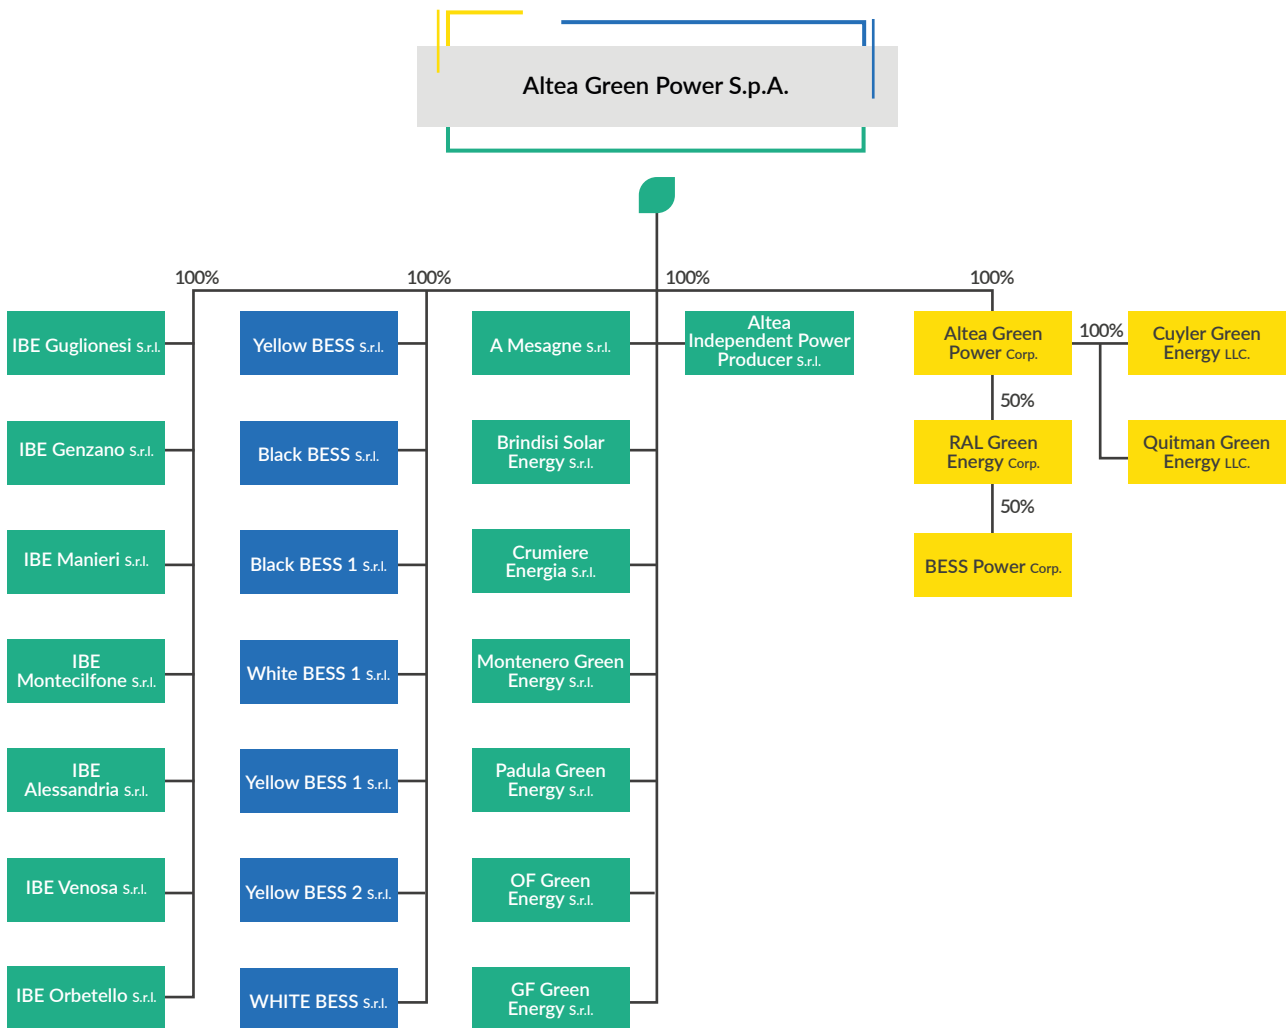 Altea Green Power S.p.A.
100%
100%
100%
100%
IBE Guglionesi S.r.l.
IBE Genzano S.r.l.
IBE Manieri S.r.l.
IBE
Montecilfone S.r.l.
IBE
Alessandria S.r.l.
IBE Venosa S.r.l.
IBE Orbetello S.r.l.
Yellow BESS S.r.l.
Black BESS S.r.l.
Black BESS 1 S.r.l.
White BESS 1 S.r.l.
Yellow BESS 1 S.r.l.
Yellow BESS 2 S.r.l.
WHITE BESS S.r.l.
A Mesagne S.r.l.
Brindisi Solar
Energy S.r.l.
Crumiere
Energia S.r.l.
Montenero Green
Energy S.r.l.
Padula Green
Energy S.r.l.
OF Green
Energy S.r.l.
GF Green
Energy S.r.l.
Altea
Independent Power
Producer S.r.l.
Altea Green
Power Corp.
50%
RAL Green
Energy Corp.
50%
BESS Power Corp.
100%
Cuyler Green
Energy LLC.
Quitman Green
Energy LLC.